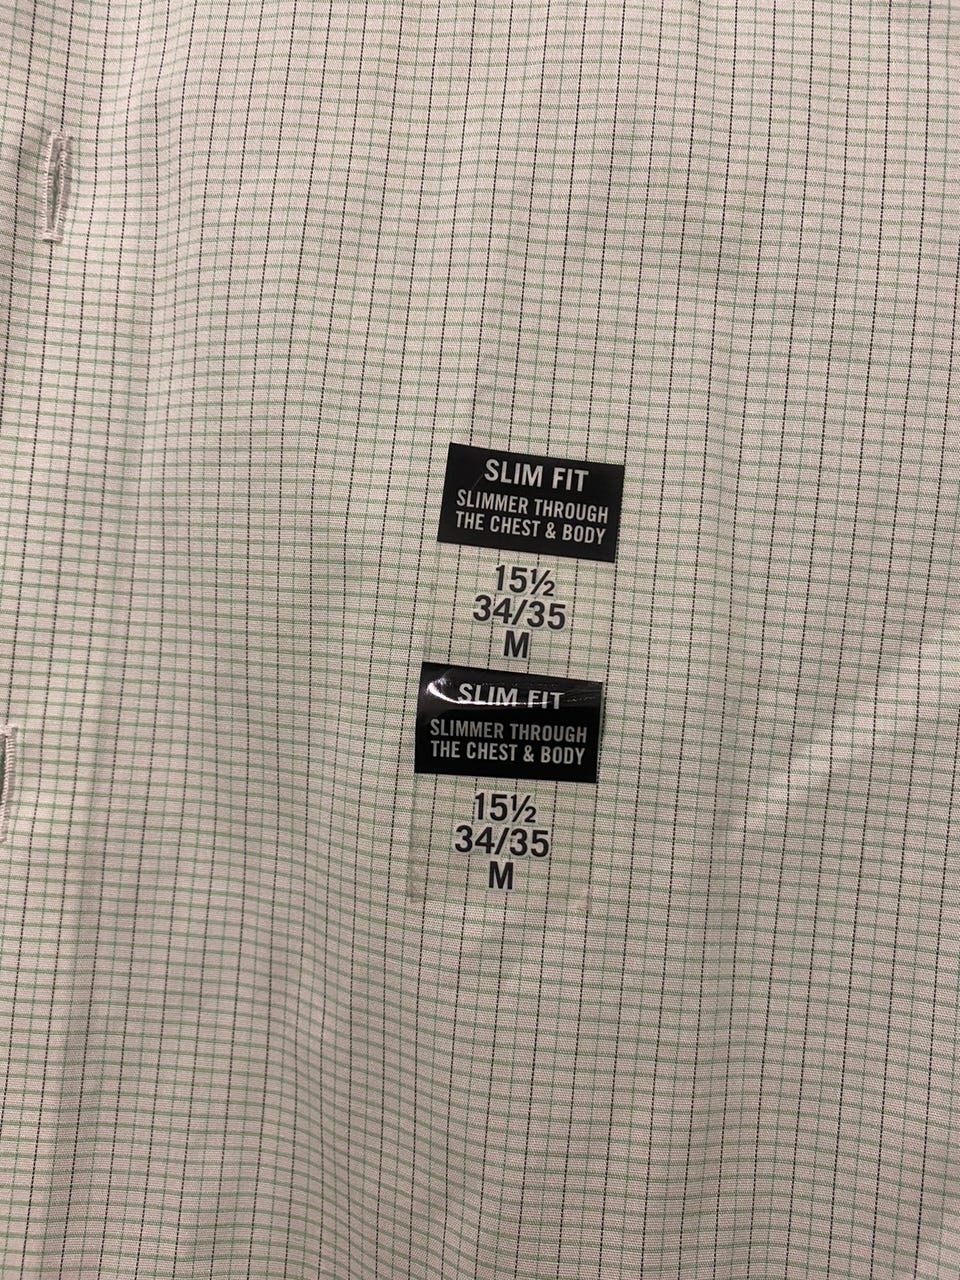 SLIM FIT
SLIMMER THROUGH
THE CHEST & BODY
15½
34/35
M
SLIM FIT
SLIMMER THROUGH
THE CHEST & BODY
15½
34/35
M